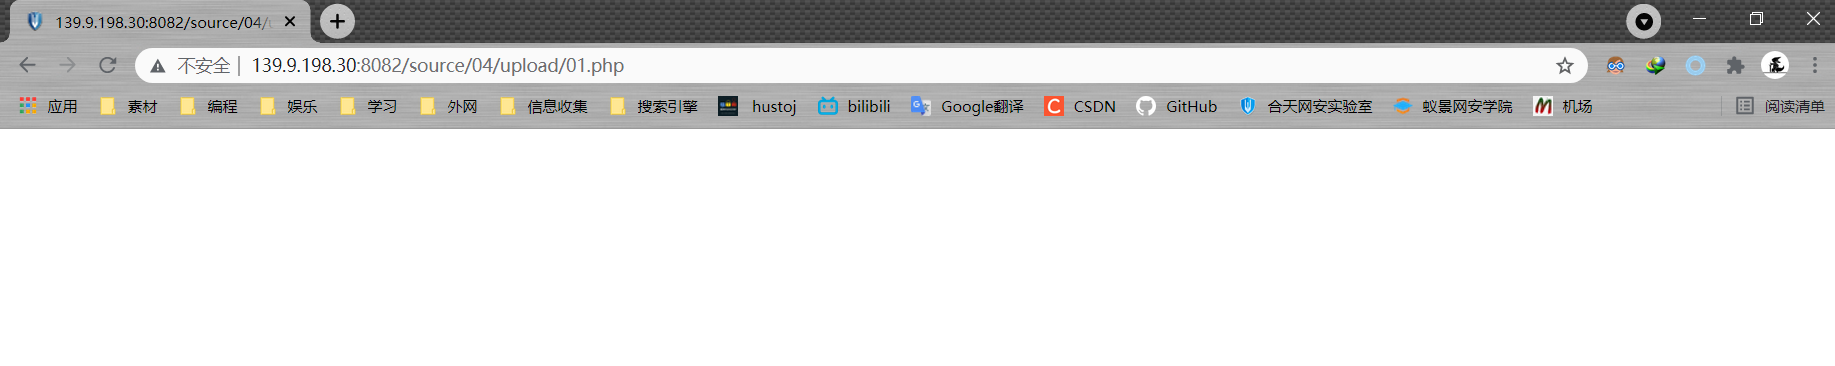 139.9.198.30:8082/source/04/
不安全 139.9.198.30:8082/source/04/upload/01.php
应用 素材 编程 娱乐 学习 外网 信息收集 搜索引擎 hustoj bilibili Google翻译 CSDN GitHub 合天网安实验室 蚁景网安学院 机场 阅读清单